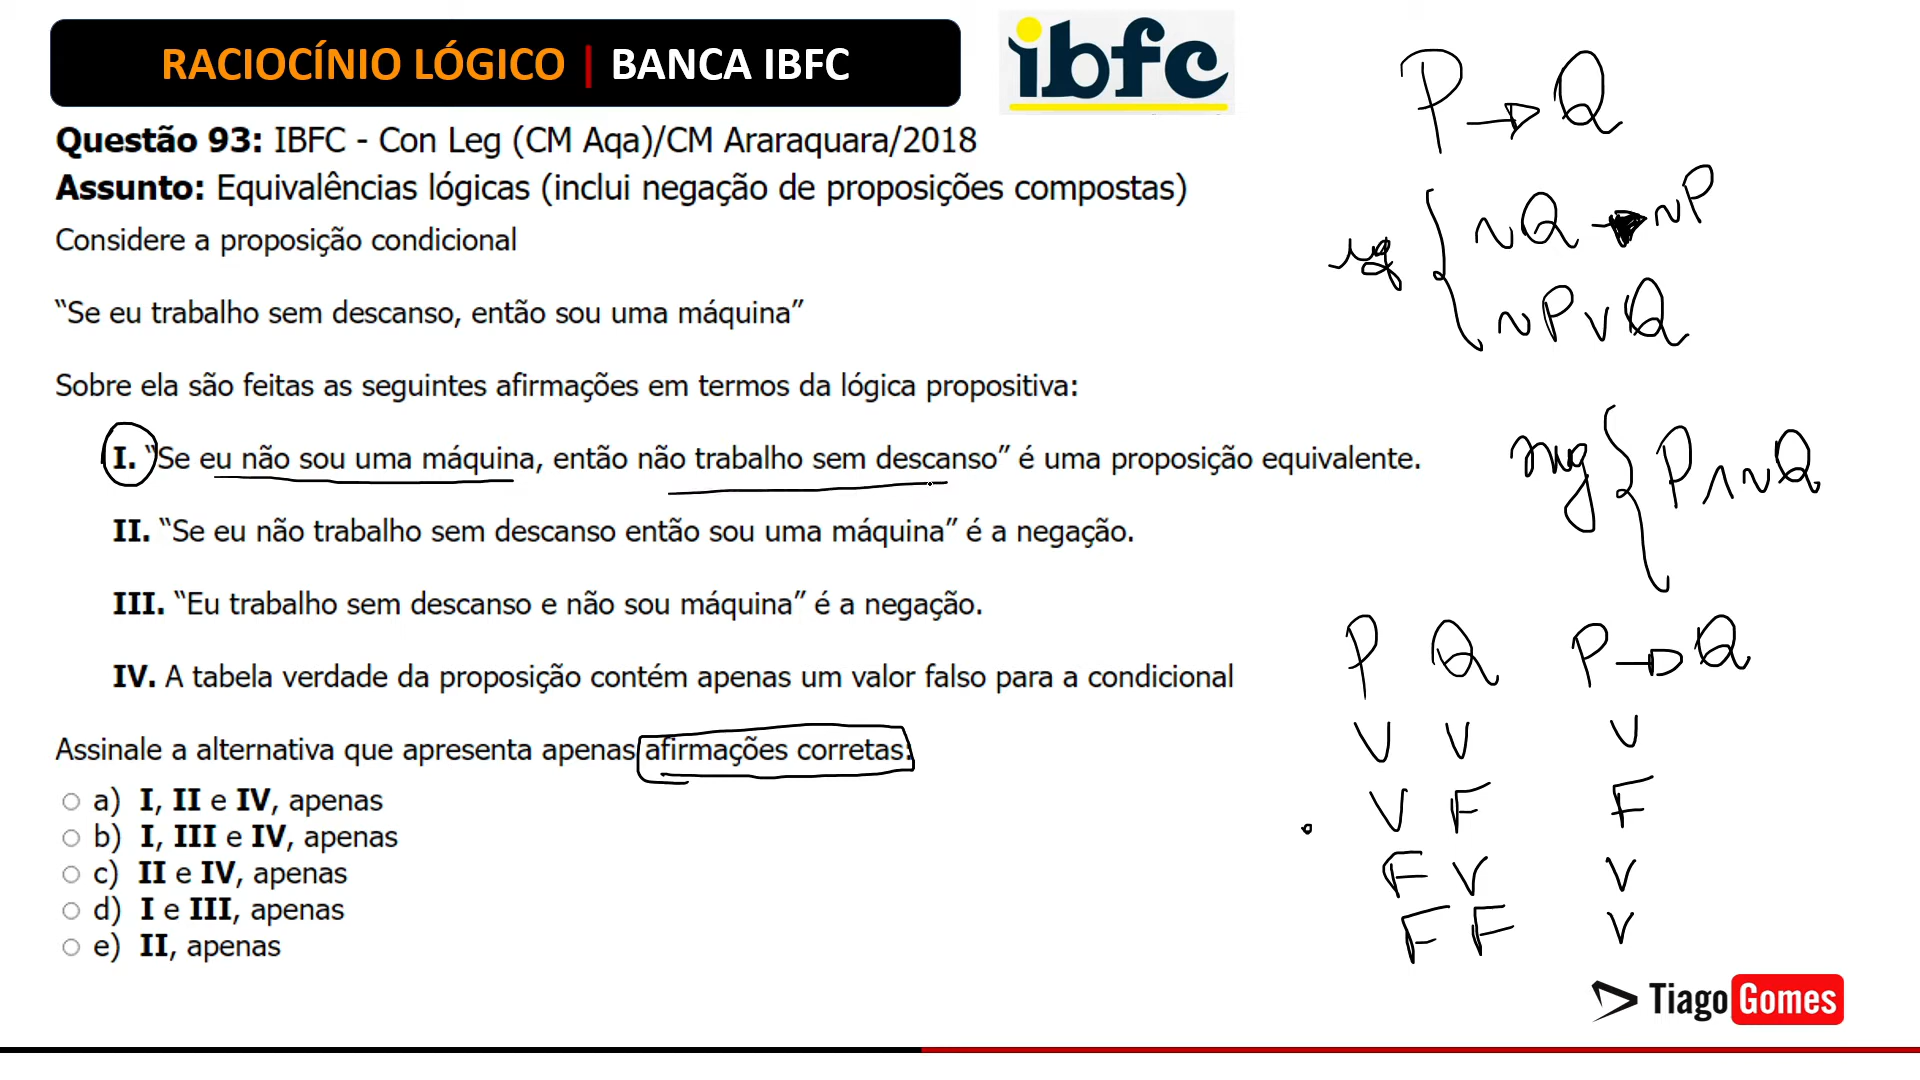 RACIOCÍNIO LÓGICO | BANCA IBFC
ibfc
Questão 93: IBFC - Con Leg (CM Aqa)/CM Araraquara/2018
Assunto: Equivalências lógicas (inclui negação de proposições compostas)
Considere a proposição condicional
“Se eu trabalho sem descanso, então sou uma máquina”
Sobre ela são feitas as seguintes afirmações em termos da lógica propositiva:
I. “Se eu não sou uma máquina, então não trabalho sem descanso” é uma proposição equivalente.
II. “Se eu não trabalho sem descanso então sou uma máquina” é a negação.
III. “Eu trabalho sem descanso e não sou máquina” é a negação.
IV. A tabela verdade da proposição contém apenas um valor falso para a condicional
Assinale a alternativa que apresenta apenas afirmações corretas:
a) I, II e IV, apenas
b) I, III e IV, apenas
c) II e IV, apenas
d) I e III, apenas
e) II, apenas
P → Q
~Q → ~P
~P v Q
neg { P ∧ ~Q
P Q P → Q
V V V
V F F
F V V
F F V
Tiago Gomes